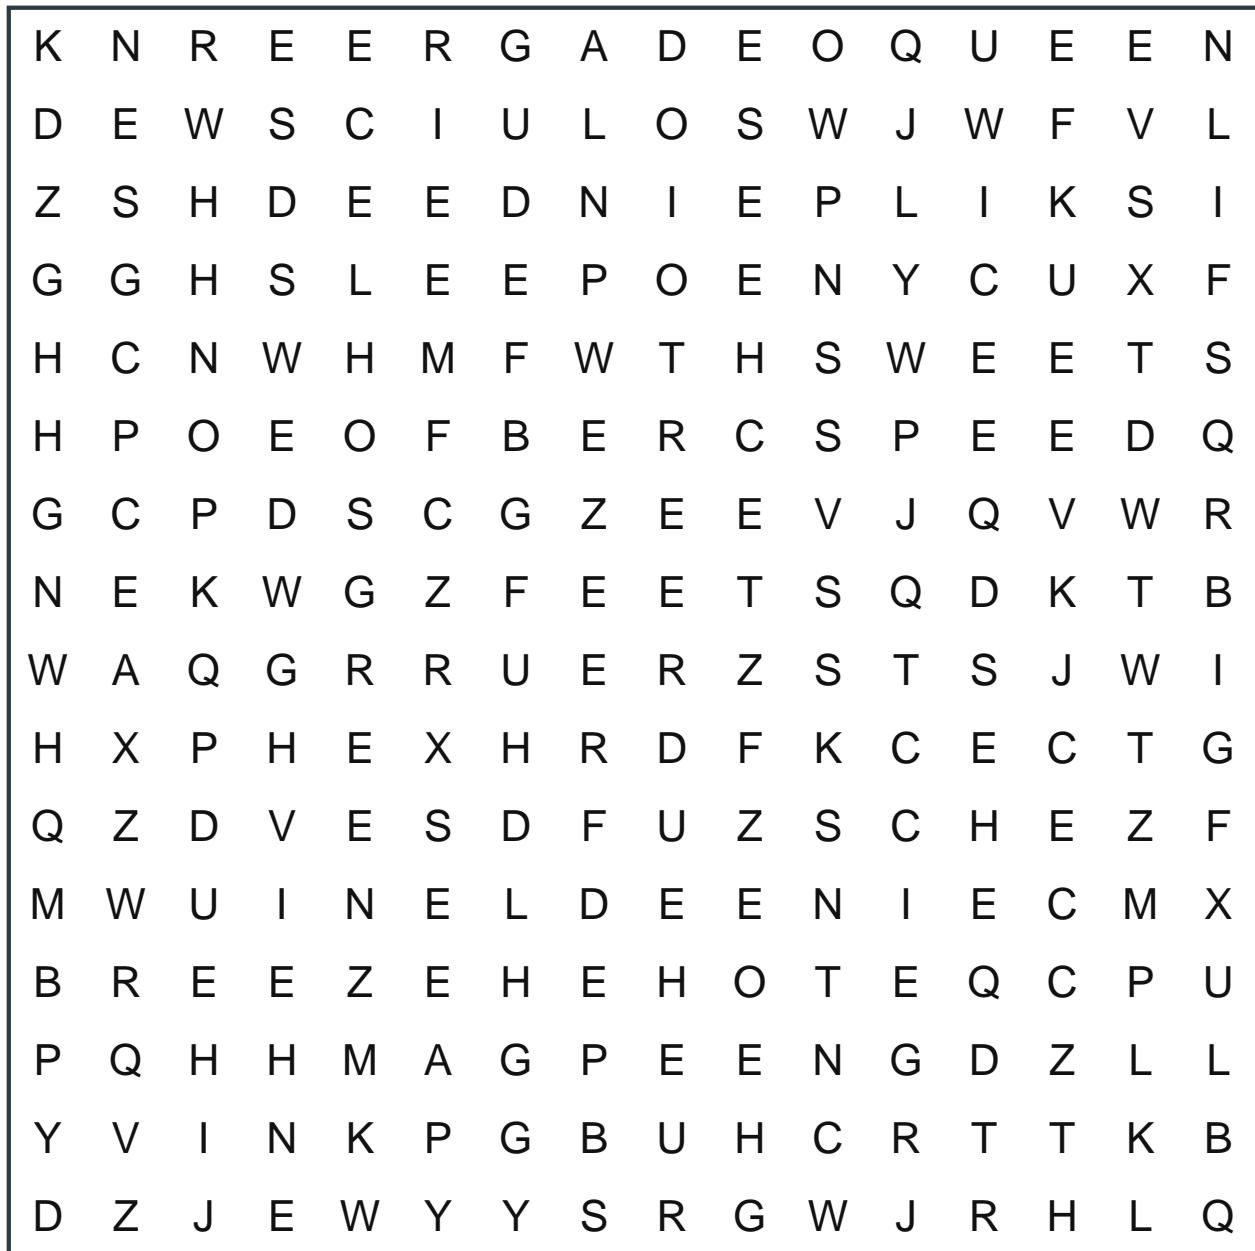 K N R E E R G A D E O Q U E E N
D E W S C I U L O S W J W F V L
Z S H D E E D N I E P L I K S I
G G H S L E E P O E N Y C U X F
H C N W H M F W T H S W E E T S
H P O E O F B E R C S P E E D Q
G C P D S C G Z E E V J Q V W R
N E K W G Z F E E T S Q D K T B
W A Q G R R U E R Z S T S J W I
H X P H E X H R D F K C E C T G
Q Z D V E S D F U Z S C H E Z F
M W U I N E L D E E N I E C M X
B R E E Z E H E H O T E Q C P U
P Q H H M A G P E E N G D Z L L
Y V I N K P G B U H C R T T K B
D Z J E W Y Y S R G W J R H L Q